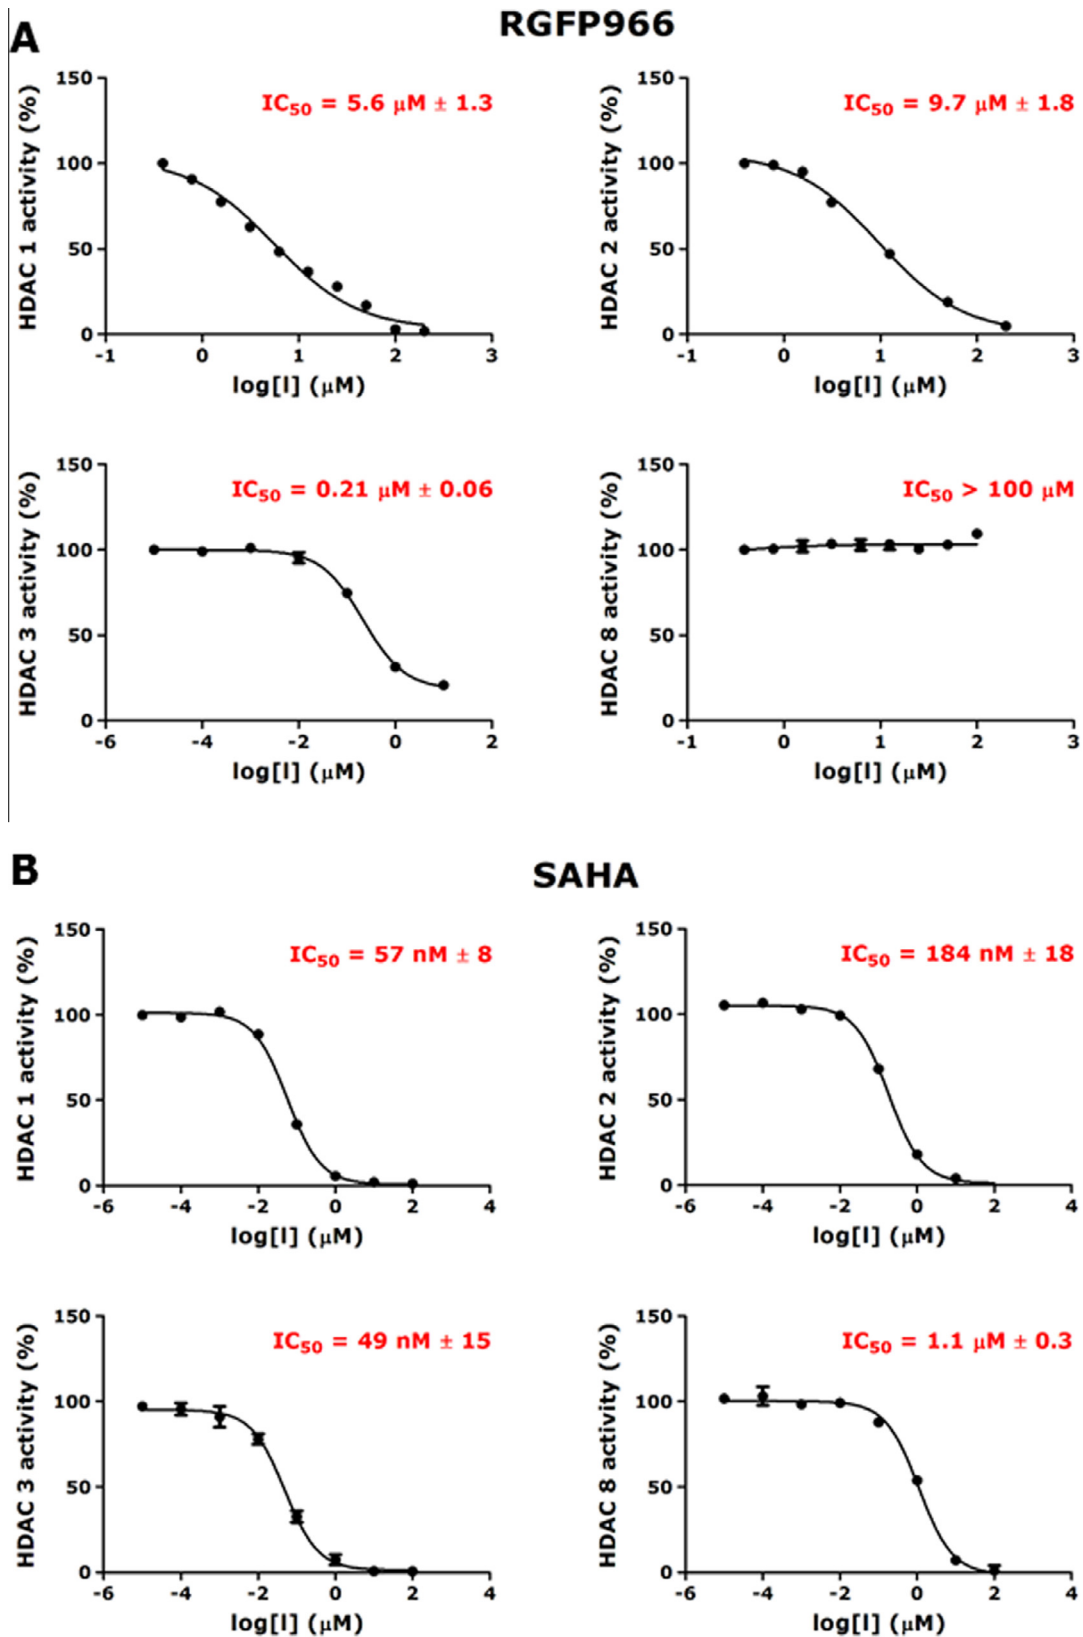 A
RGFP966
IC50 = 5.6 μM ± 1.3
HDAC 1 activity (%)
150
100
50
0
-1
0
1
2
3
log[I] (μM)
IC50 = 9.7 μM ± 1.8
HDAC 2 activity (%)
150
100
50
0
-1
0
1
2
3
log[I] (μM)
IC50 = 0.21 μM ± 0.06
HDAC 3 activity (%)
150
100
50
0
-6
-4
-2
0
2
log[I] (μM)
IC50 > 100 μM
HDAC 8 activity (%)
150
100
50
0
-1
0
1
2
3
log[I] (μM)
B
SAHA
IC50 = 57 nM ± 8
HDAC 1 activity (%)
150
100
50
0
-6
-4
-2
0
2
4
log[I] (μM)
IC50 = 184 nM ± 18
HDAC 2 activity (%)
150
100
50
0
-6
-4
-2
0
2
4
log[I] (μM)
IC50 = 49 nM ± 15
HDAC 3 activity (%)
150
100
50
0
-6
-4
-2
0
2
4
log[I] (μM)
IC50 = 1.1 μM ± 0.3
HDAC 8 activity (%)
150
100
50
0
-6
-4
-2
0
2
4
log[I] (μM)